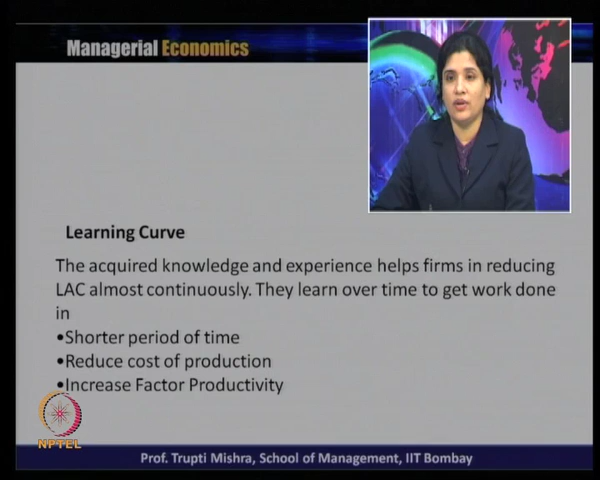 Managerial Economics
Learning Curve
The acquired knowledge and experience helps firms in reducing
LAC almost continuously. They learn over time to get work done
in
•Shorter period of time
•Reduce cost of production
•Increase Factor Productivity
NPTEL
Prof. Trupti Mishra, School of Management, IIT Bombay